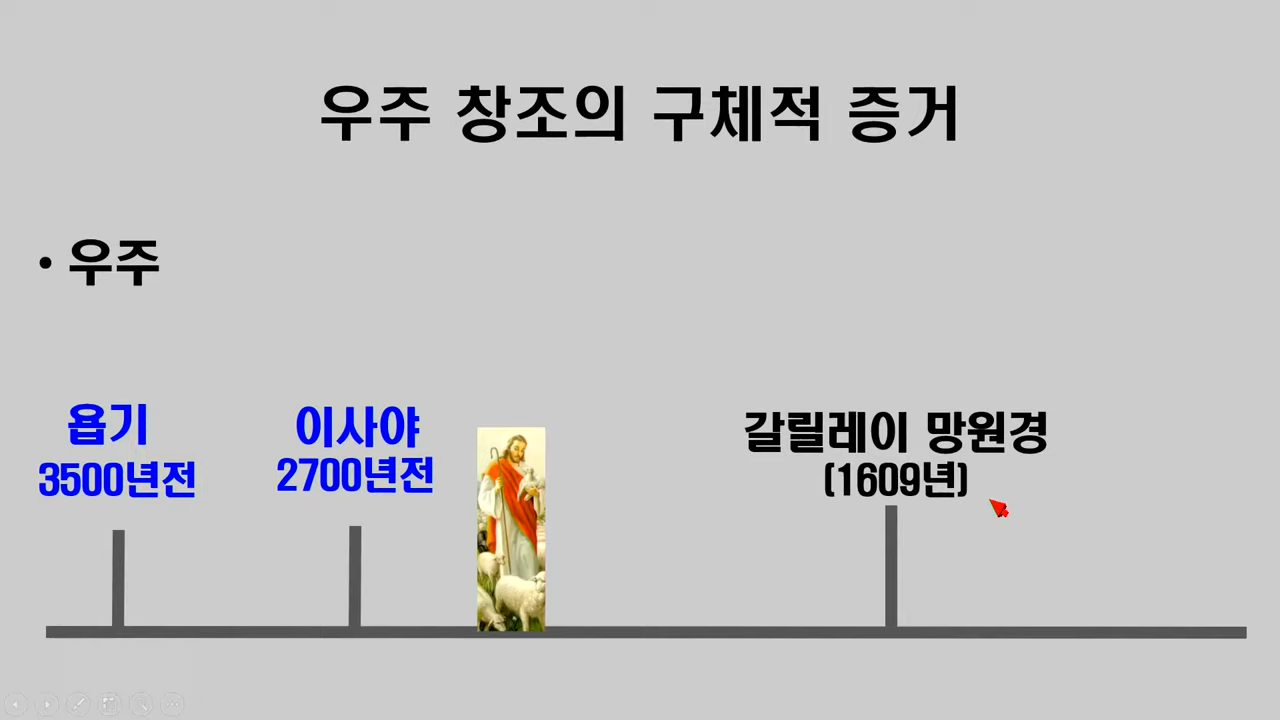 우주 창조의 구체적 증거
• 우주
욥기
3500년전
이사야
2700년전
갈릴레이 망원경
(1609년)